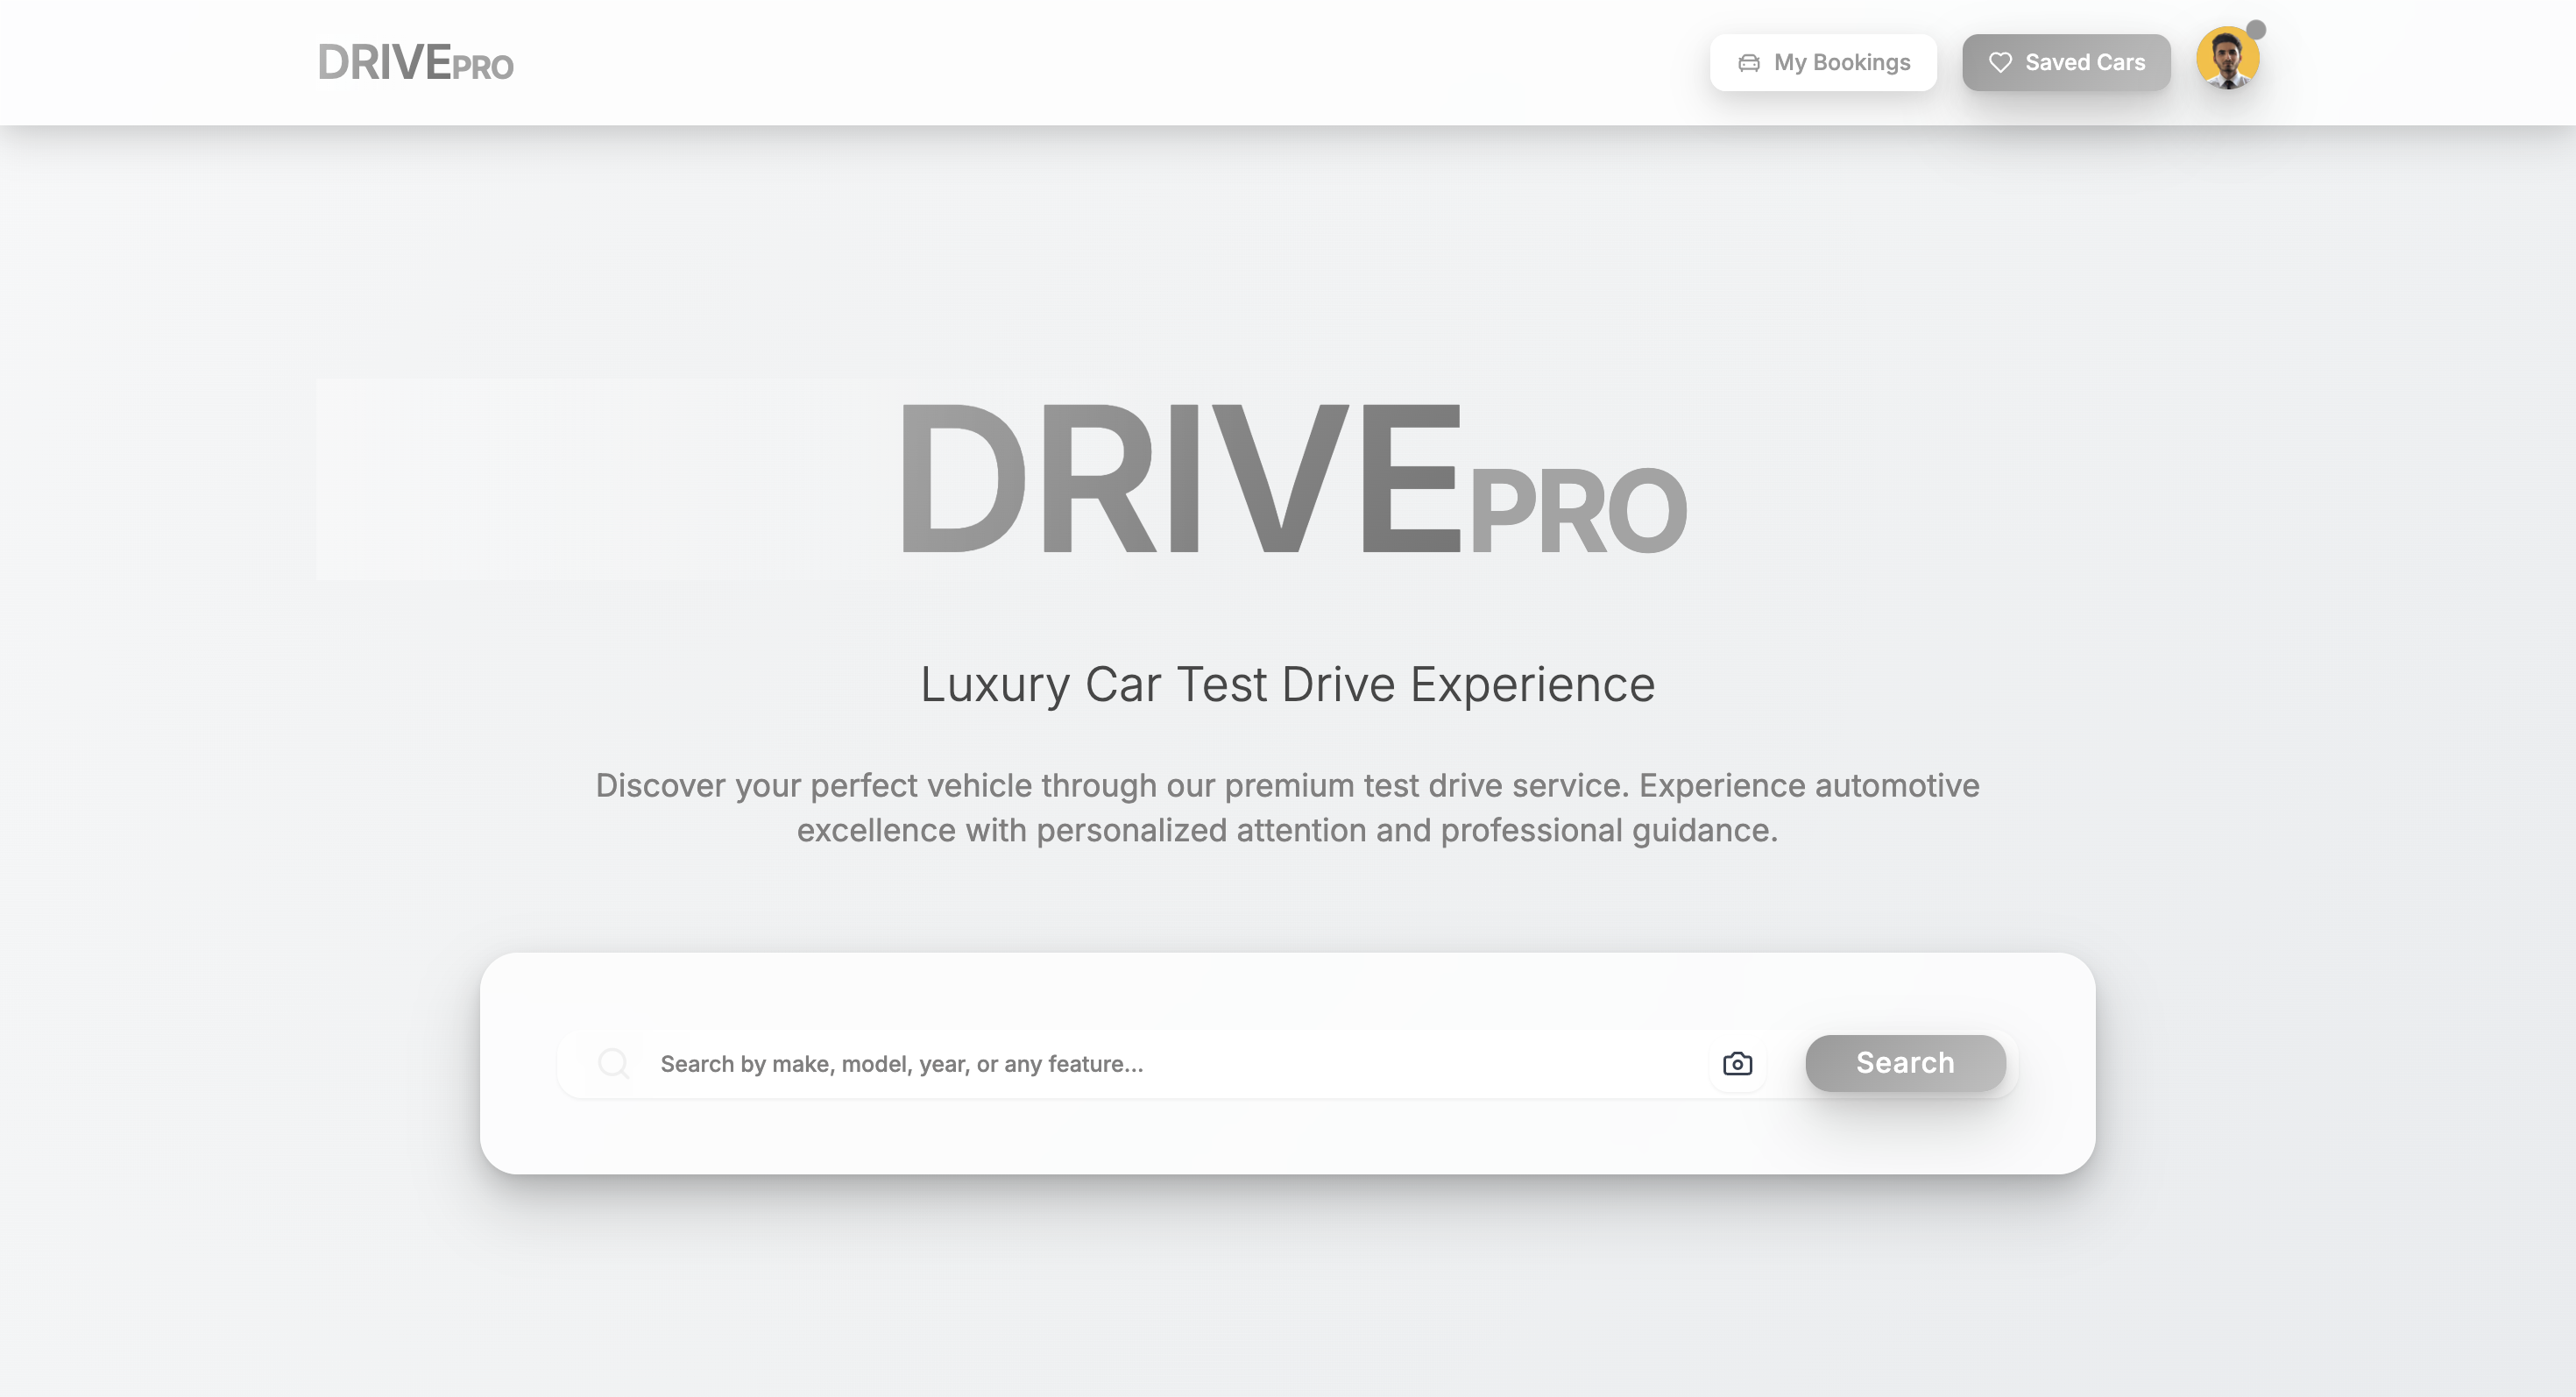 DRIVEPRO
My Bookings
Saved Cars
DRIVEPRO
Luxury Car Test Drive Experience
Discover your perfect vehicle through our premium test drive service. Experience automotive
excellence with personalized attention and professional guidance.
Search by make, model, year, or any feature...
Search